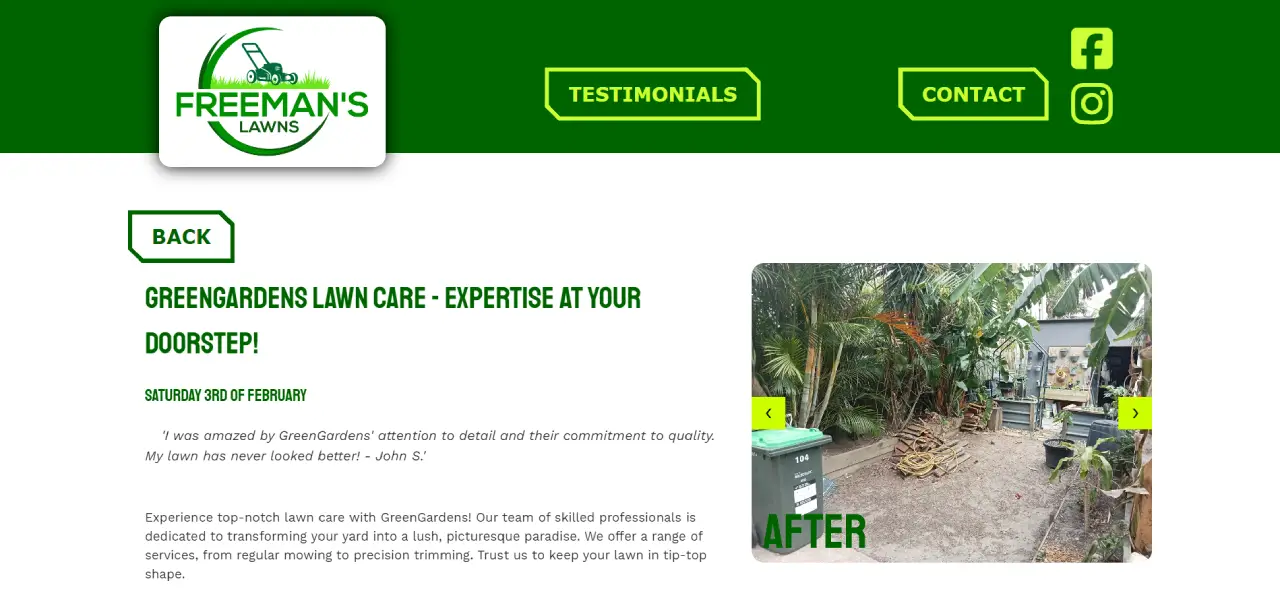 FREEMAN'S
LAWNS
TESTIMONIALS
CONTACT
BACK
GREENGARDENS LAWN CARE - EXPERTISE AT YOUR
DOORSTEP!
SATURDAY 3RD OF FEBRUARY
'I was amazed by GreenGardens' attention to detail and their commitment to quality.
My lawn has never looked better! - John S.'
Experience top-notch lawn care with GreenGardens! Our team of skilled professionals is
dedicated to transforming your yard into a lush, picturesque paradise. We offer a range of
services, from regular mowing to precision trimming. Trust us to keep your lawn in tip-top
shape.
‹
›
104
AFTER